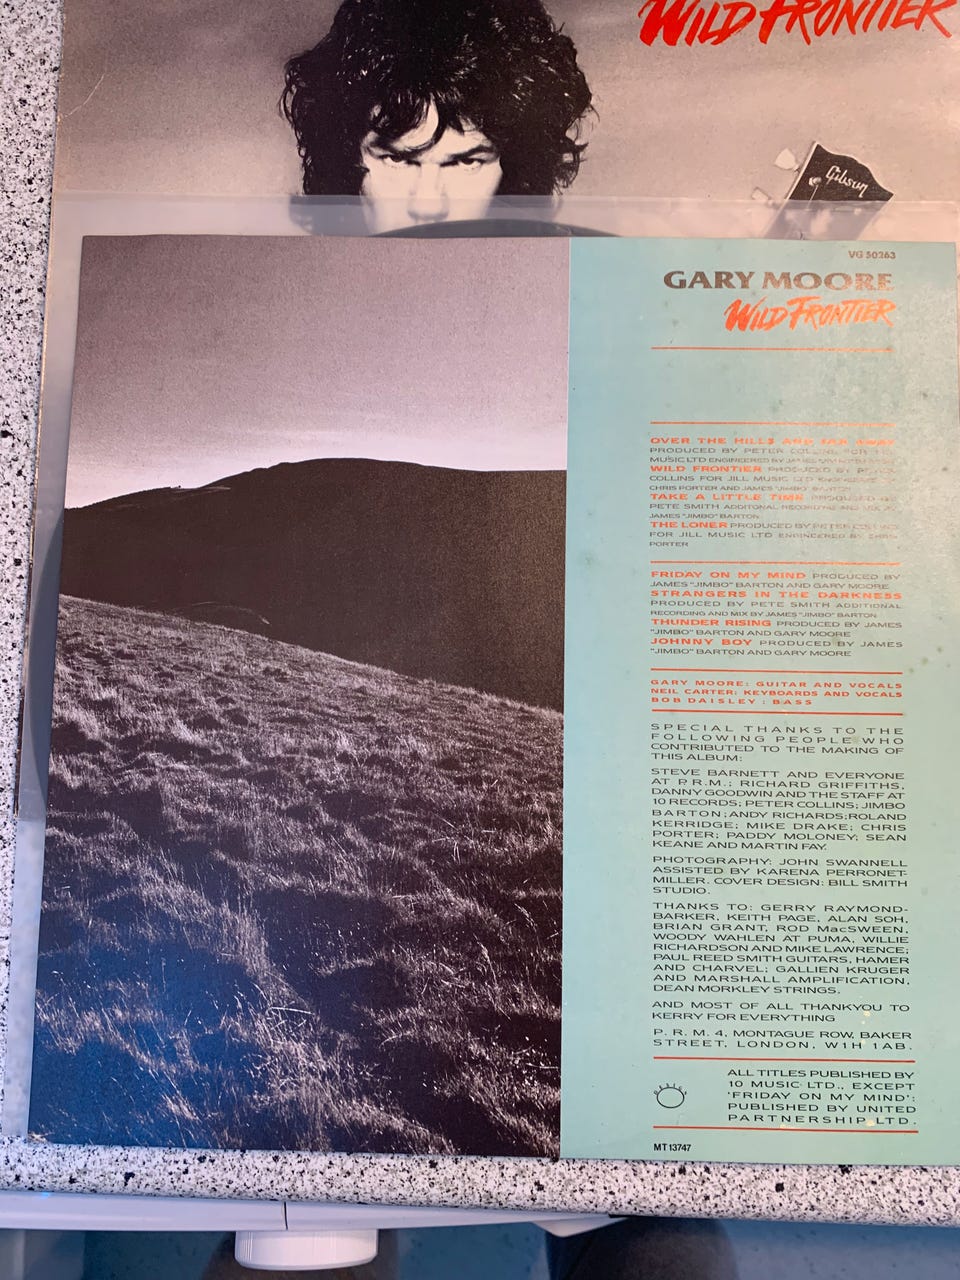 WILD FRONTIER
Gibson
VG 50263
GARY MOORE
WILD FRONTIER
OVER THE HILLS AND FAR AWAY
PRODUCED BY PETER COLLINS FOR
MUSIC LTD ENGINEERED BY
WILD FRONTIER PRODUCED BY PETER
COLLINS FOR JILL MUSIC LTD ENGINEERED BY
CHRIS PORTER AND JAMES "JIMBO" BARTON
TAKE A LITTLE TIME PRODUCED BY
PETE SMITH ADDITONAL RECORDING AND MIX BY
JAMES "JIMBO" BARTON
THE LONER PRODUCED BY PETER COLLINS
FOR JILL MUSIC LTD ENGINEERED BY CHRIS
PORTER
FRIDAY ON MY MIND PRODUCED BY
JAMES "JIMBO" BARTON AND GARY MOORE
STRANGERS IN THE DARKNESS
PRODUCED BY PETE SMITH ADDITIONAL
RECORDING AND MIX BY JAMES "JIMBO" BARTON
THUNDER RISING PRODUCED BY JAMES
"JIMBO" BARTON AND GARY MOORE
JOHNNY BOY PRODUCED BY JAMES
"JIMBO" BARTON AND GARY MOORE
GARY MOORE: GUITAR AND VOCALS
NEIL CARTER: KEYBOARDS AND VOCALS
BOB DAISLEY : BASS
SPECIAL THANKS TO THE
FOLLOWING PEOPLE WHO
CONTRIBUTED TO THE MAKING OF
THIS ALBUM:
STEVE BARNETT AND EVERYONE
AT P.R.M.; RICHARD GRIFFITHS,
DANNY GOODWIN AND THE STAFF AT
10 RECORDS; PETER COLLINS; JIMBO
BARTON; ANDY RICHARDS; ROLAND
KERRIDGE; MIKE DRAKE; CHRIS
PORTER; PADDY MOLONEY; SEAN
KEANE AND MARTIN FAY.
PHOTOGRAPHY: JOHN SWANNELL
ASSISTED BY KARENA PERRONET-
MILLER. COVER DESIGN: BILL SMITH
STUDIO.
THANKS TO: GERRY RAYMOND-
BARKER, KEITH PAGE, ALAN SOH,
BRIAN GRANT, ROD MacSWEEN,
WOODY WAHLEN AT PUMA, WILLIE
RICHARDSON AND MIKE LAWRENCE;
PAUL REED SMITH GUITARS, HAMER
AND CHARVEL; GALLIEN KRUGER
AND MARSHALL AMPLIFICATION,
DEAN MORKLEY STRINGS.
AND MOST OF ALL THANKYOU TO
KERRY FOR EVERYTHING
P. R. M. 4, MONTAGUE ROW, BAKER
STREET, LONDON, W1H 1AB.
ALL TITLES PUBLISHED BY
10 MUSIC LTD., EXCEPT
'FRIDAY ON MY MIND':
PUBLISHED BY UNITED
PARTNERSHIP LTD.
MT 13747